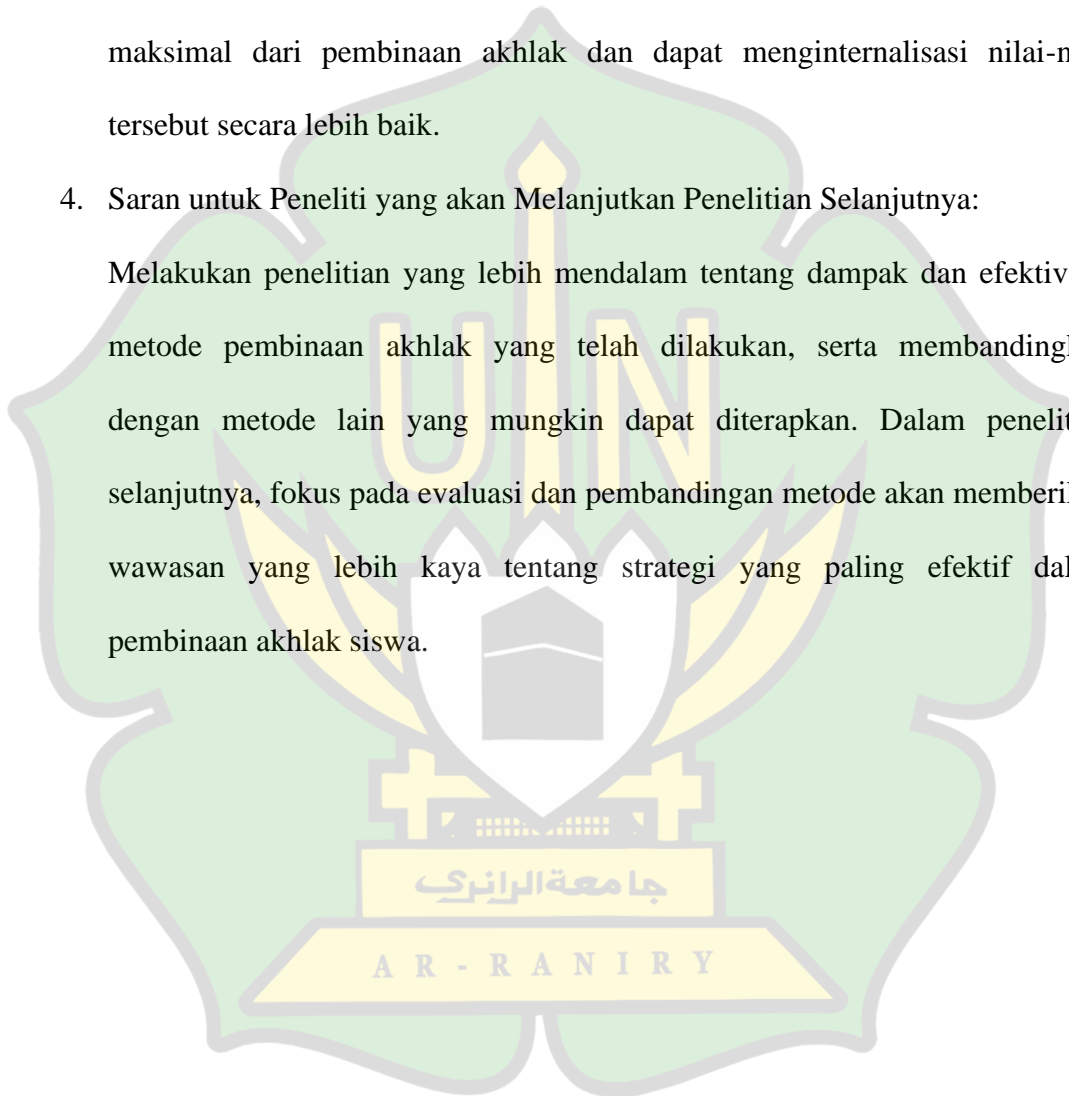 maksimal dari pembinaan akhlak dan dapat menginternalisasi nilai-n
tersebut secara lebih baik.
4. Saran untuk Peneliti yang akan Melanjutkan Penelitian Selanjutnya:
Melakukan penelitian yang lebih mendalam tentang dampak dan efektiv
metode pembinaan akhlak yang telah dilakukan, serta membandingk
dengan metode lain yang mungkin dapat diterapkan. Dalam penelit
selanjutnya, fokus pada evaluasi dan pembandingan metode akan memberik
wawasan yang lebih kaya tentang strategi yang paling efektif dal
pembinaan akhlak siswa.
UIN
جامعة الرانري
AR-RANIRY